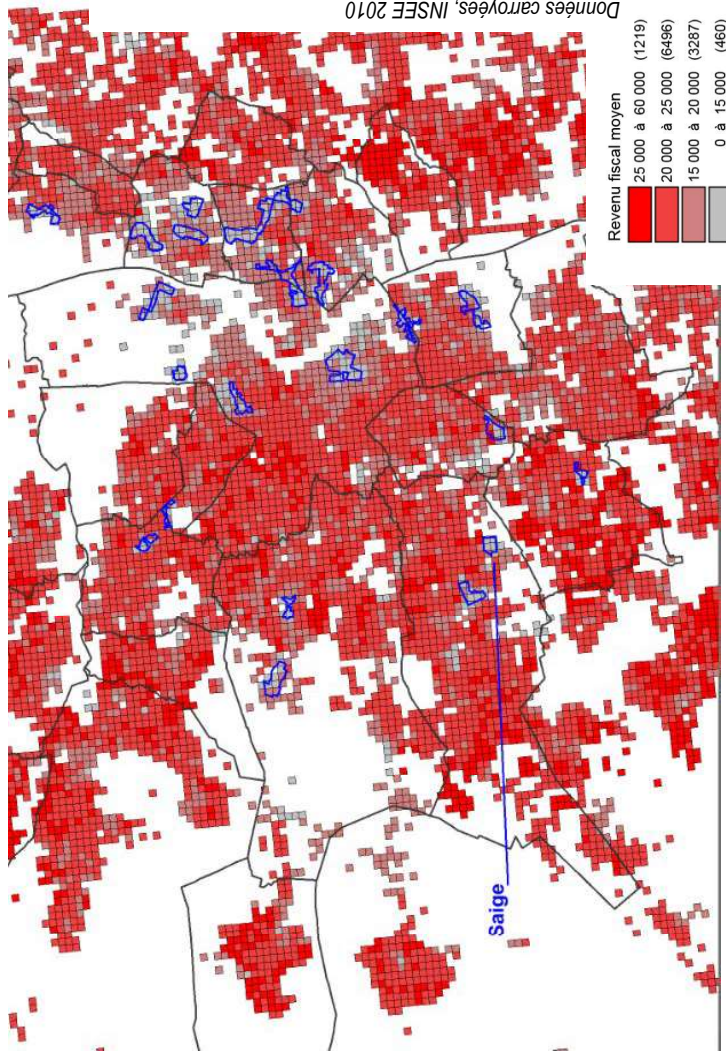 Données carroyées, INSEE 2010
Saige
Revenu fiscal moyen
25 000 à 60 000 (1219)
20 000 à 25 000 (6496)
15 000 à 20 000 (3287)
0 à 15 000 (460)